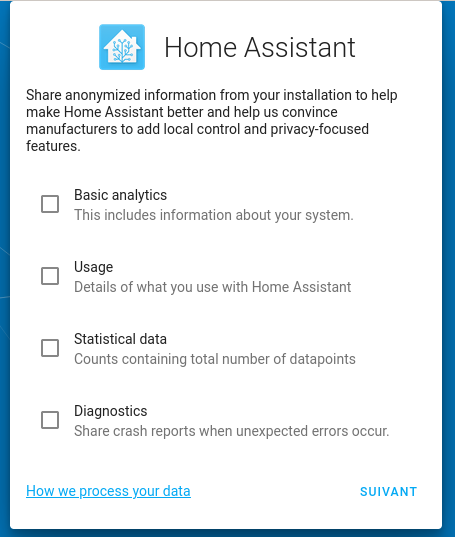 Home Assistant
Share anonymized information from your installation to help
make Home Assistant better and help us convince
manufacturers to add local control and privacy-focused
features.
Basic analytics
This includes information about your system.
Usage
Details of what you use with Home Assistant
Statistical data
Counts containing total number of datapoints
Diagnostics
Share crash reports when unexpected errors occur.
How we process your data
SUIVANT